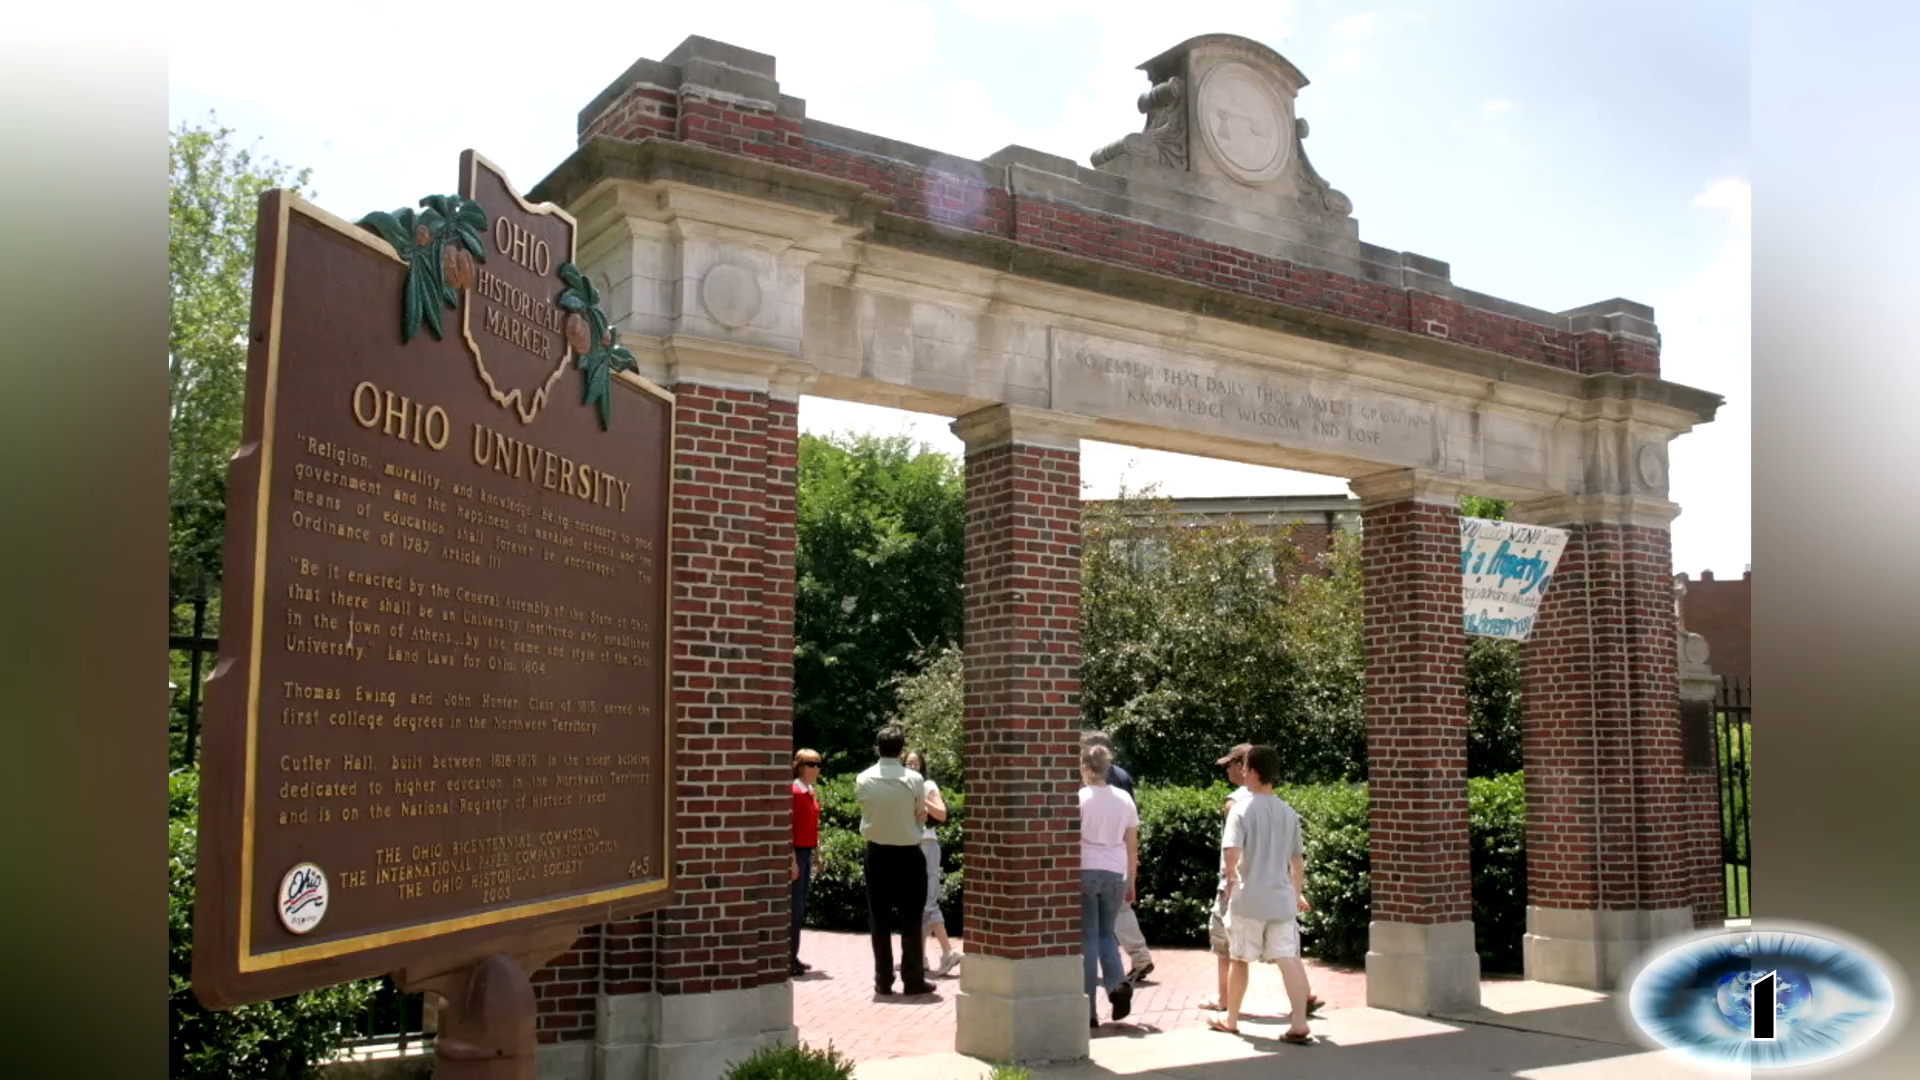 OHIO
HISTORICAL
MARKER
OHIO UNIVERSITY
"Religion, morality, and knowledge, being necessary to good
government and the happiness of mankind, schools and the
means of education shall forever be encouraged." The
Ordinance of 1787, Article III
"Be it enacted by the General Assembly of the State of Ohio,
that there shall be an University instituted and established
in the town of Athens...by the name and style of the Ohio
University." Land Laws for Ohio, 1804
Thomas Ewing and John Hunter, Class of 1815, earned the
first college degrees in the Northwest Territory.
Cutler Hall, built between 1816-1819, is the oldest building
dedicated to higher education in the Northwest Territory
and is on the National Register of Historic Places.
THE OHIO BICENTENNIAL COMMISSION
THE INTERNATIONAL PAPER COMPANY FOUNDATION
THE OHIO HISTORICAL SOCIETY
2003
4-5
Ohio
SO ENTER THAT DAILY THOU MAYEST GROW IN
KNOWLEDGE WISDOM AND LOVE
WIN
a Property
1